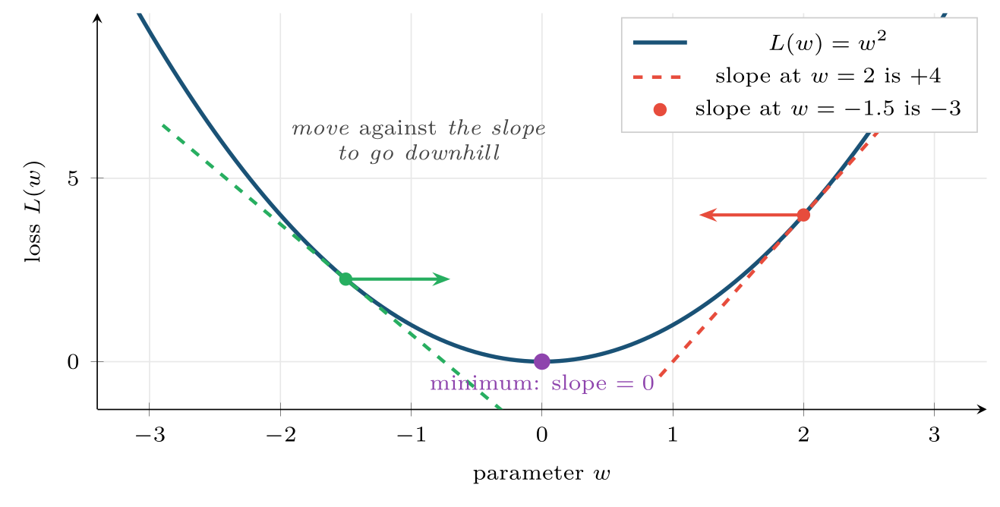 L(w) = w²
slope at w = 2 is +4
slope at w = −1.5 is −3
move against the slope
to go downhill
loss L(w)
5
0
minimum: slope = 0
−3
−2
−1
0
1
2
3
parameter w